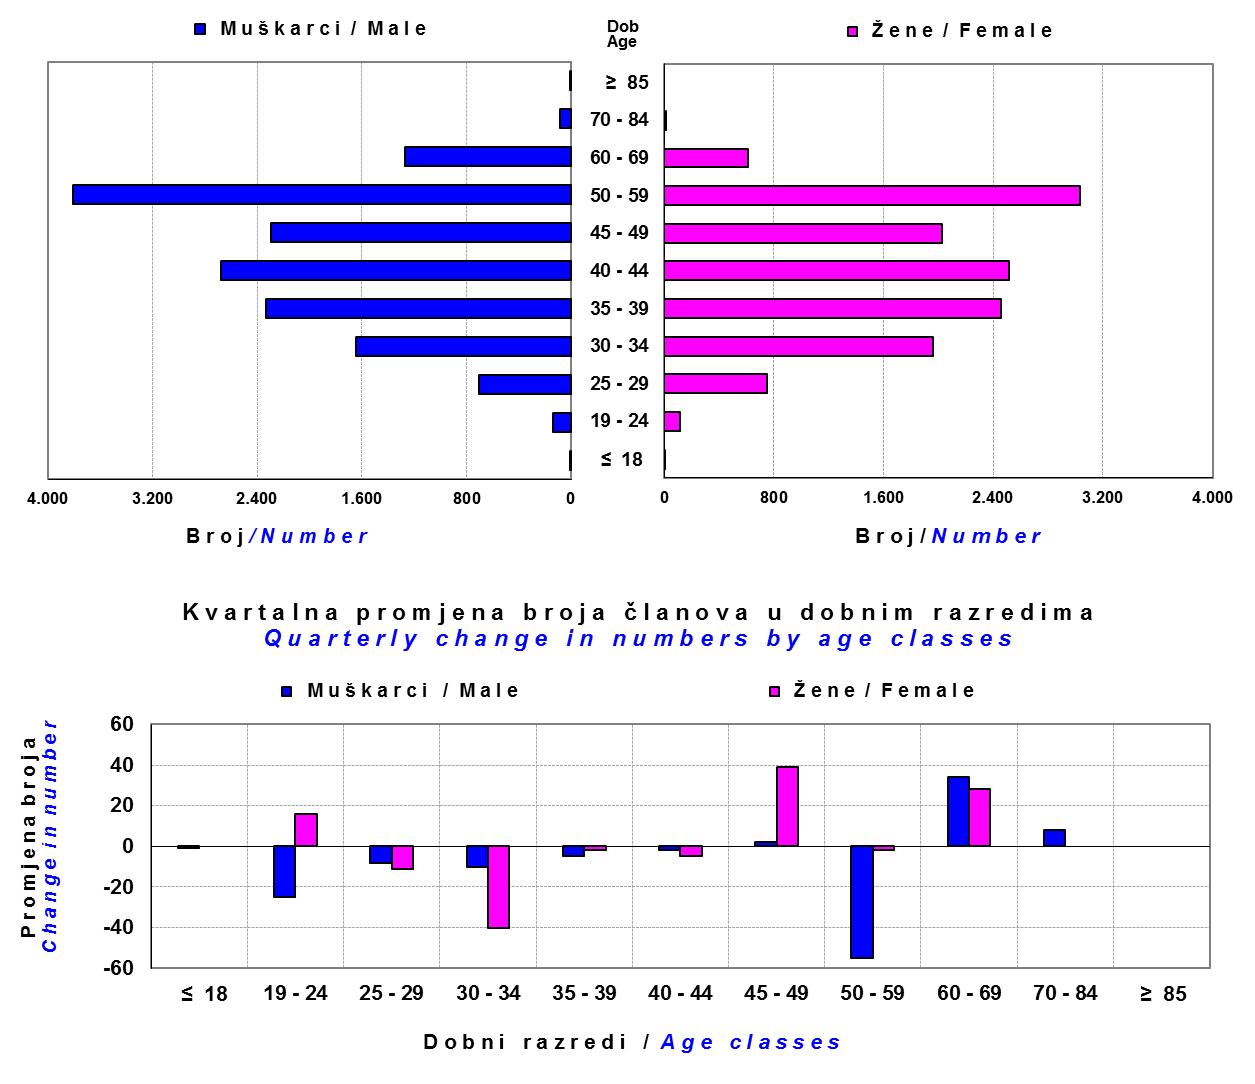 Muškarci / Male
Dob
Age
Žene / Female
≥ 85
70 - 84
60 - 69
50 - 59
45 - 49
40 - 44
35 - 39
30 - 34
25 - 29
19 - 24
≤ 18
4.000 3.200 2.400 1.600 800 0
0 800 1.600 2.400 3.200 4.000
Broj/Number
Broj/Number
Kvartalna promjena broja članova u dobnim razredima
Quarterly change in numbers by age classes
Muškarci / Male
Žene / Female
Promjena broja
Change in number
60
40
20
0
-20
-40
-60
≤ 18 19 - 24 25 - 29 30 - 34 35 - 39 40 - 44 45 - 49 50 - 59 60 - 69 70 - 84 ≥ 85
Dobni razredi / Age classes